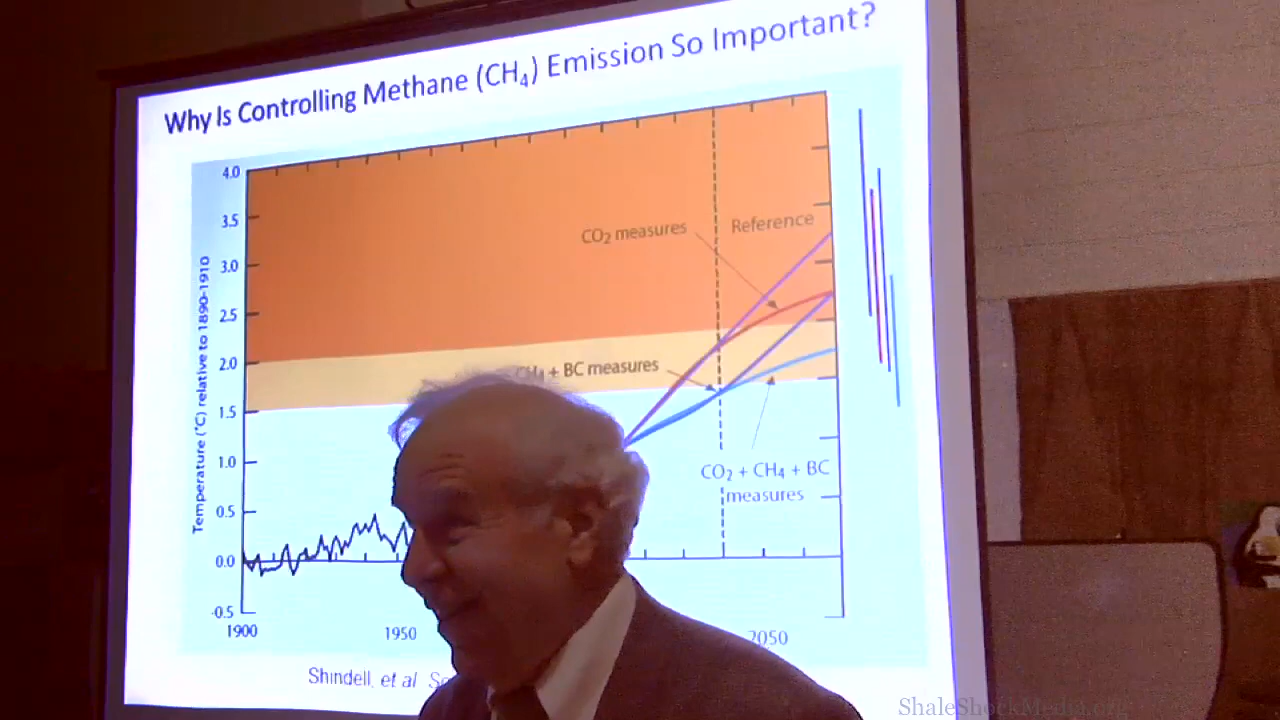 Why Is Controlling Methane (CH₄) Emission So Important?
4.0
3.5
3.0
2.5
2.0
1.5
1.0
0.5
0.0
-0.5
Temperature (°C) relative to 1890-1910
CO₂ measures
Reference
CH₄ + BC measures
CO₂ + CH₄ + BC
measures
1900
1950
2050
Shindell, et al
ShaleShockMedia.org